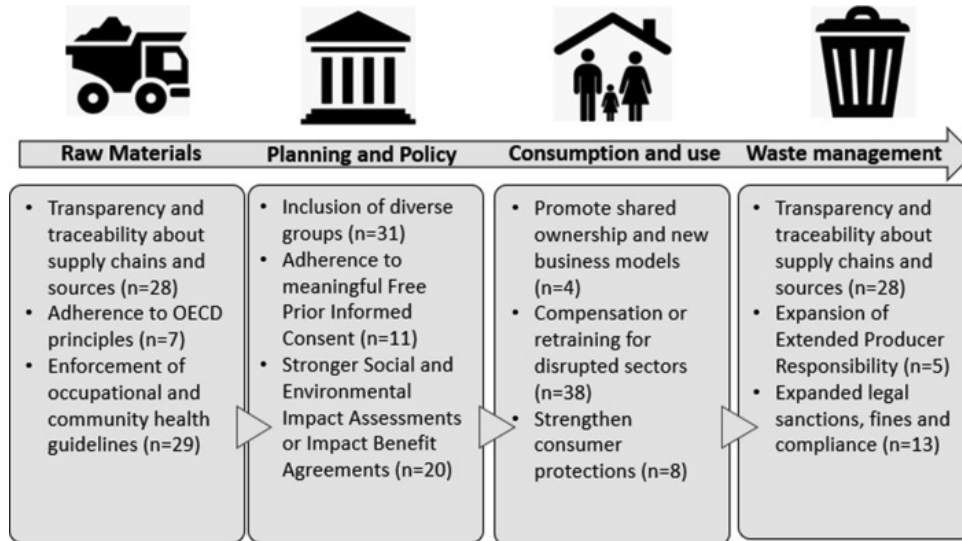 Raw Materials
Planning and Policy
Consumption and use
Waste management
• Transparency and
traceability about
supply chains and
sources (n=28)
• Adherence to OECD
principles (n=7)
• Enforcement of
occupational and
community health
guidelines (n=29)
• Inclusion of diverse
groups (n=31)
• Adherence to
meaningful Free
Prior Informed
Consent (n=11)
• Stronger Social and
Environmental
Impact Assessments
or Impact Benefit
Agreements (n=20)
• Promote shared
ownership and new
business models
(n=4)
• Compensation or
retraining for
disrupted sectors
(n=38)
• Strengthen
consumer
protections (n=8)
• Transparency and
traceability about
supply chains and
sources (n=28)
• Expansion of
Extended Producer
Responsibility (n=5)
• Expanded legal
sanctions, fines and
compliance (n=13)